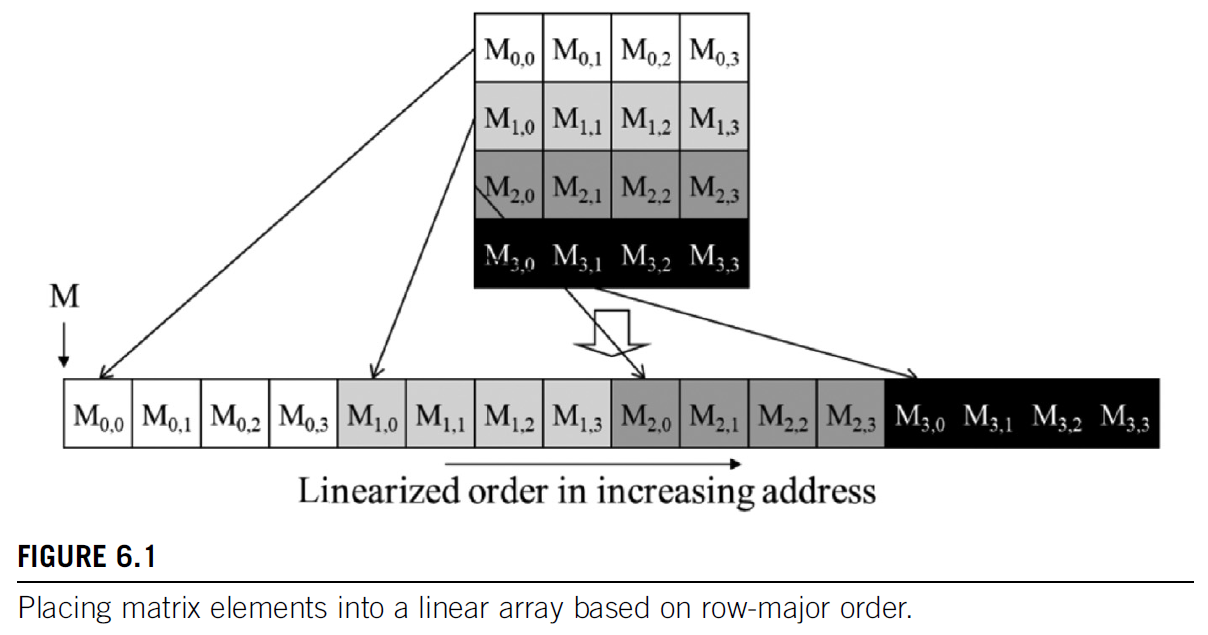 M0,0 M0,1 M0,2 M0,3
M1,0 M1,1 M1,2 M1,3
M2,0 M2,1 M2,2 M2,3
M3,0 M3,1 M3,2 M3,3
M
M0,0 M0,1 M0,2 M0,3 M1,0 M1,1 M1,2 M1,3 M2,0 M2,1 M2,2 M2,3 M3,0 M3,1 M3,2 M3,3
Linearized order in increasing address
FIGURE 6.1
Placing matrix elements into a linear array based on row-major order.